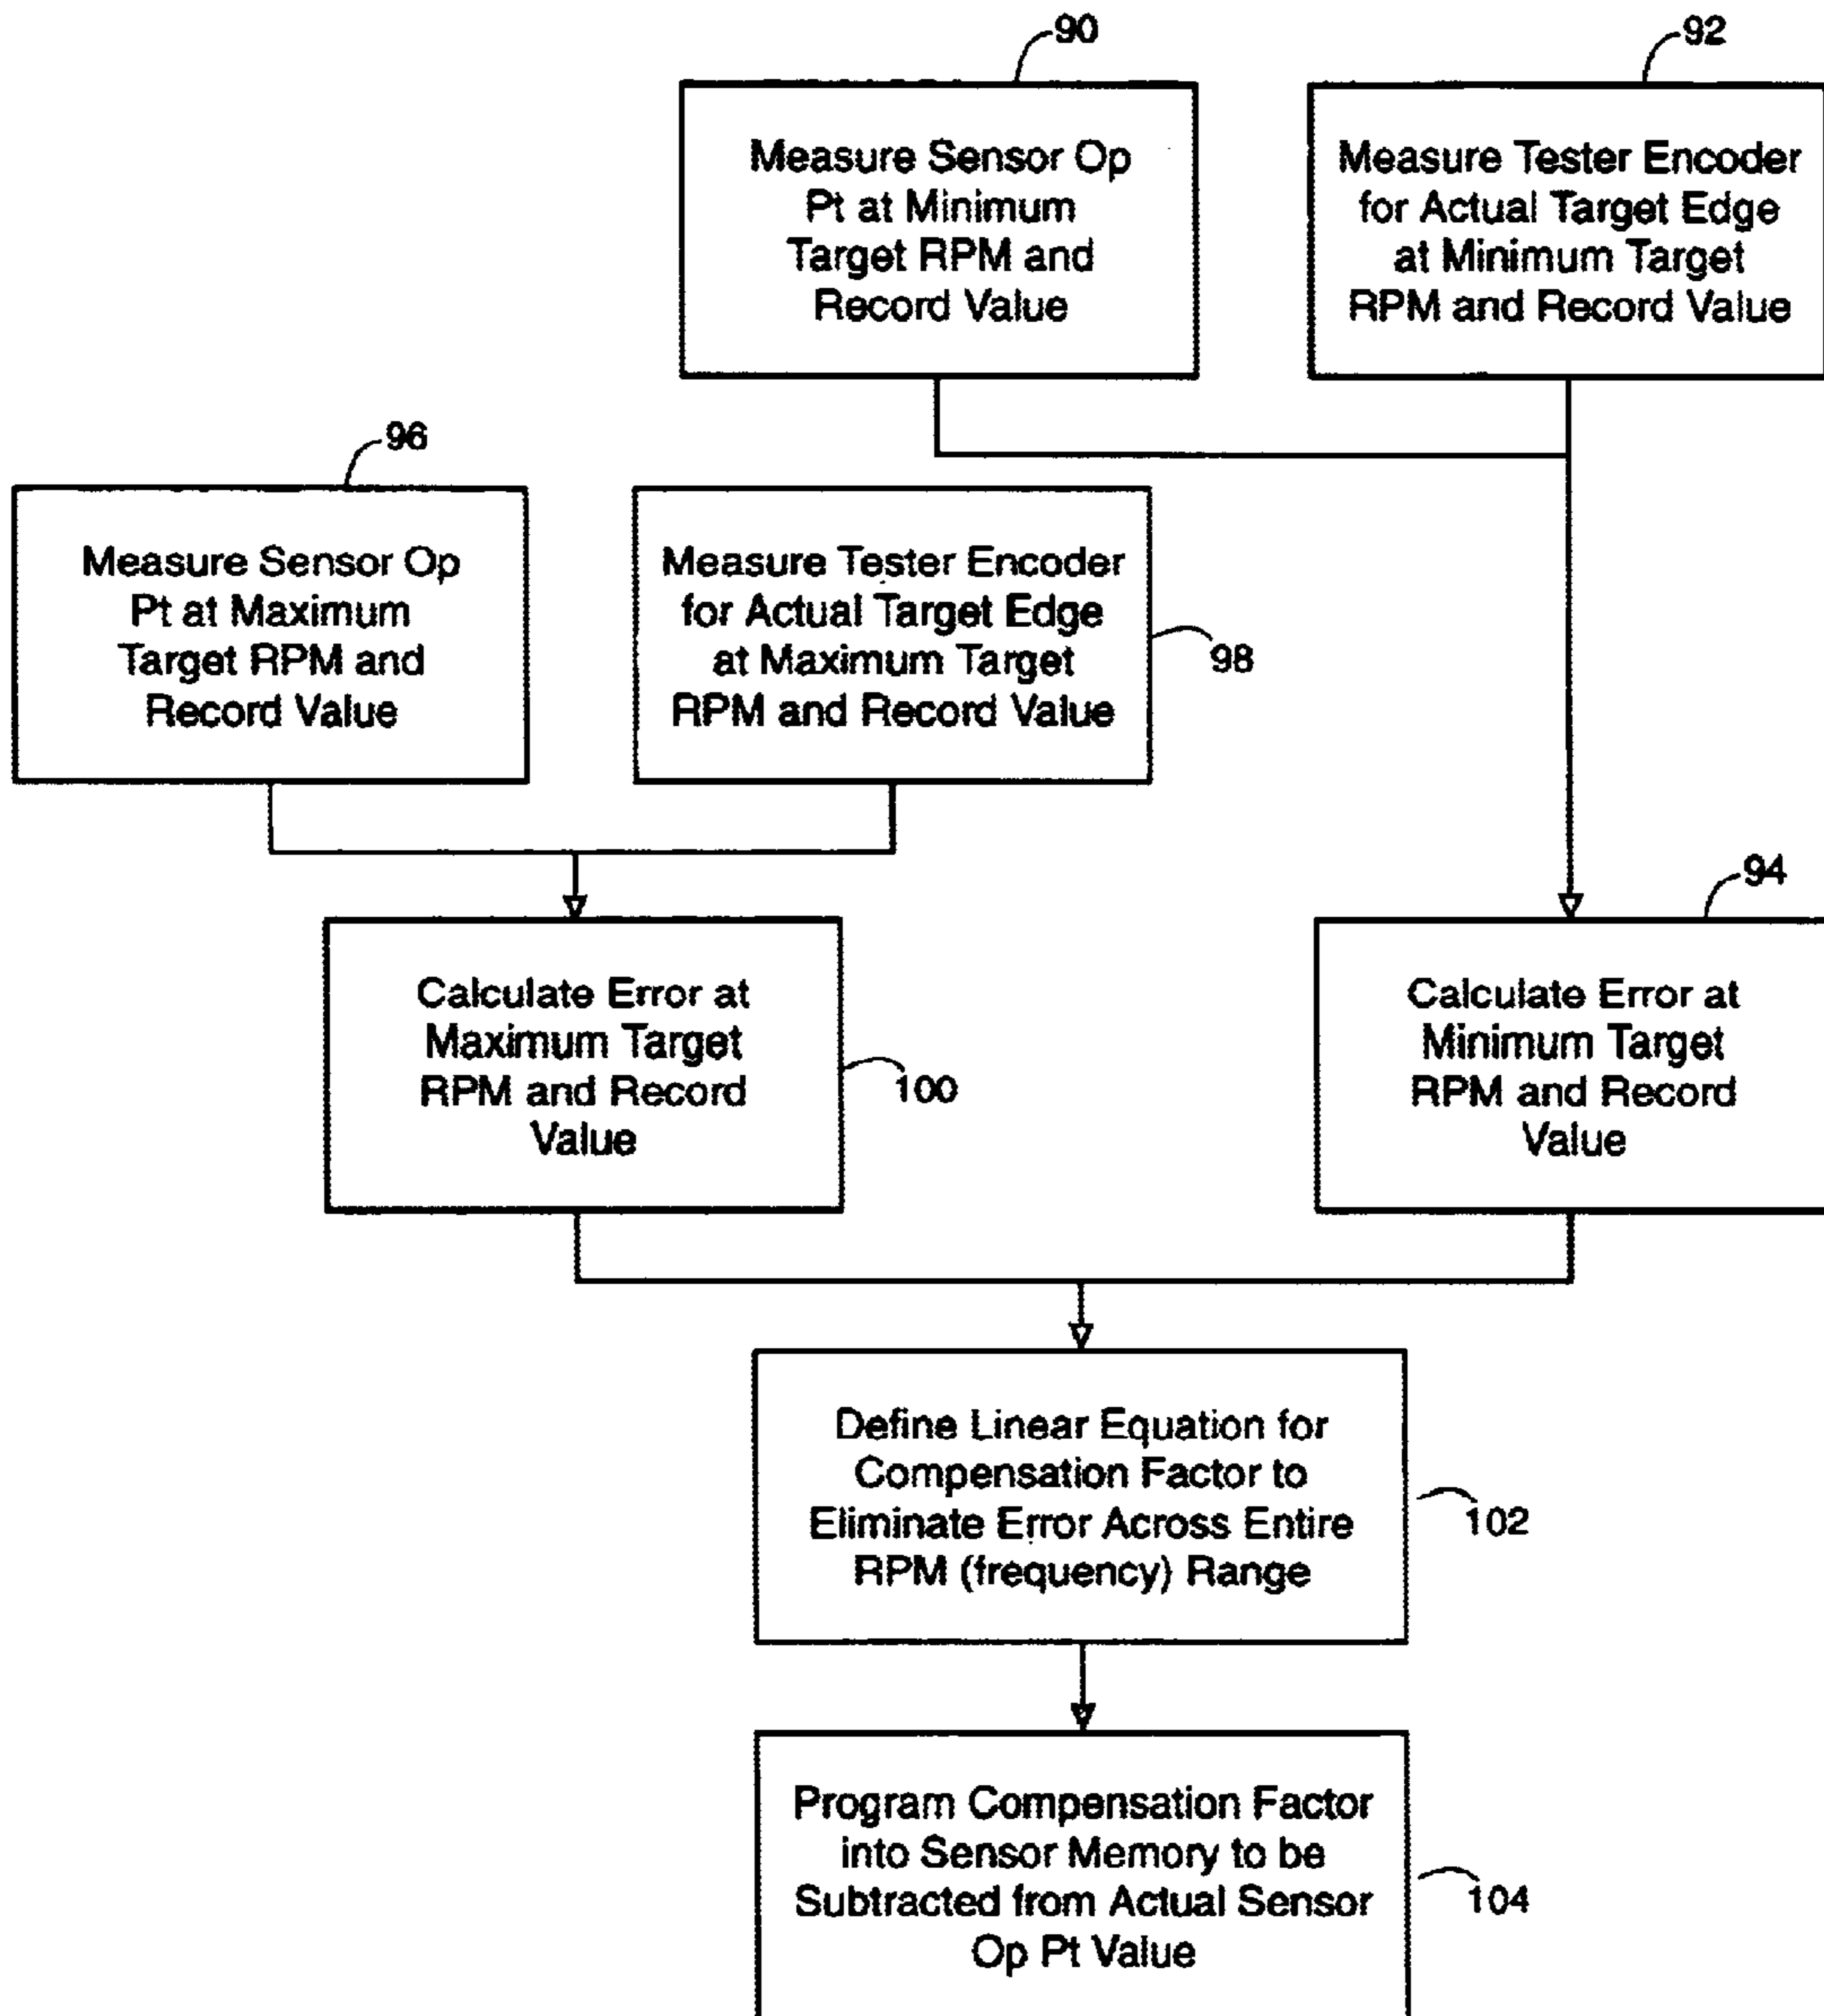 90
92
Measure Sensor Op
Pt at Minimum
Target RPM and
Record Value
Measure Tester Encoder
for Actual Target Edge
at Minimum Target
RPM and Record Value
96
Measure Sensor Op
Pt at Maximum
Target RPM and
Record Value
Measure Tester Encoder
for Actual Target Edge
at Maximum Target
RPM and Record Value
98
94
Calculate Error at
Maximum Target
RPM and Record
Value
100
Calculate Error at
Minimum Target
RPM and Record
Value
Define Linear Equation for
Compensation Factor to
Eliminate Error Across Entire
RPM (frequency) Range
102
Program Compensation Factor
into Sensor Memory to be
Subtracted from Actual Sensor
Op Pt Value
104